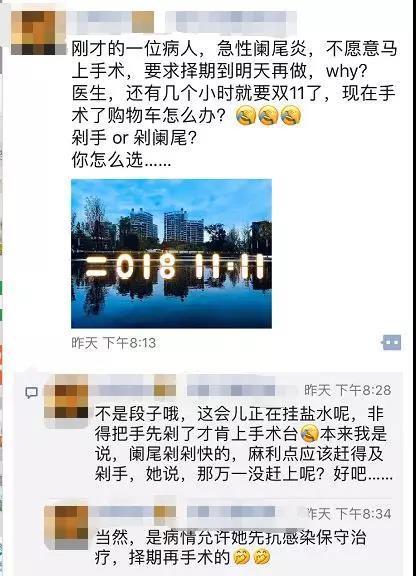 刚才的一位病人，急性阑尾炎，不愿意马
上手术，要求择期到明天再做，why？
医生，还有几个小时就要双11了，现在手
术了购物车怎么办？
剁手 or 剁阑尾？
你怎么选……
2018 11·11
昨天 下午8:13
昨天 下午8:28
不是段子哦，这会儿正在挂盐水呢，非
得把手先剁了才肯上手术台 本来我是
说，阑尾剁剁快的，麻利点应该赶得及
剁手，她说，那万一没赶上呢？好吧……
昨天 下午8:34
当然，是病情允许她先抗感染保守治
疗，择期再手术的